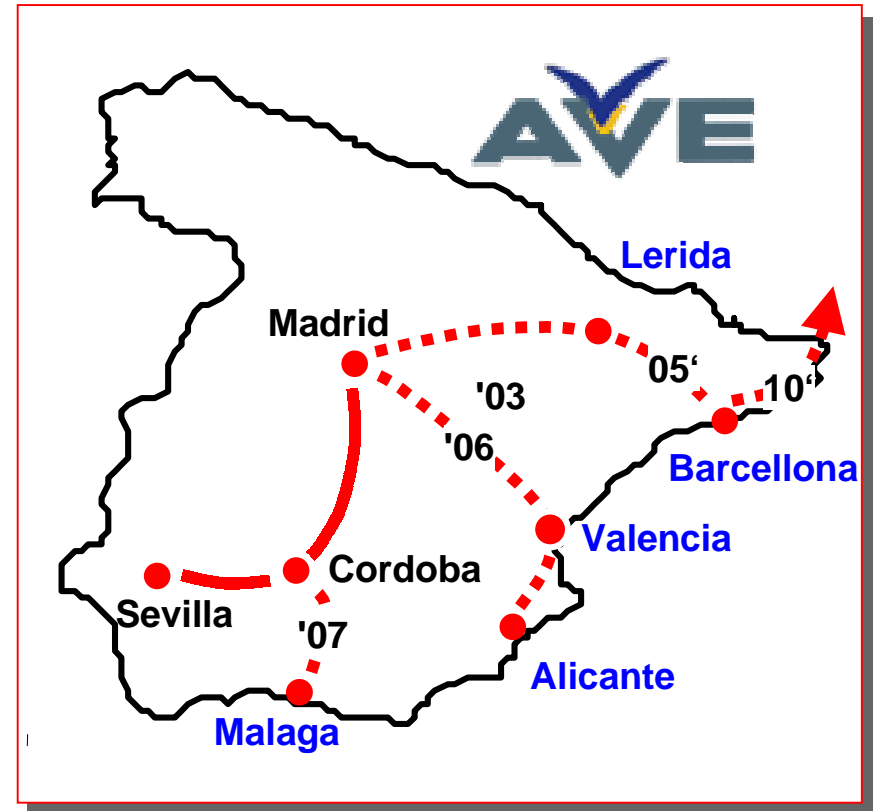 AVE
Lerida
Madrid
05‘
'03
10“
'06
Barcellona
Valencia
Cordoba
Sevilla
'07
Alicante
Malaga